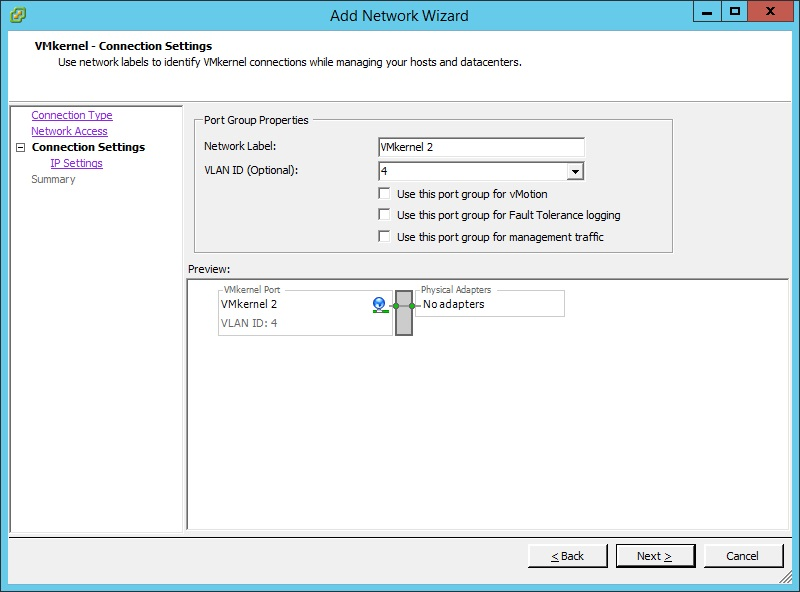 Add Network Wizard
VMkernel - Connection Settings
Use network labels to identify VMkernel connections while managing your hosts and datacenters.
Connection Type
Network Access
Connection Settings
IP Settings
Summary
Port Group Properties
Network Label:
VMkernel 2
VLAN ID (Optional):
4
Use this port group for vMotion
Use this port group for Fault Tolerance logging
Use this port group for management traffic
Preview:
VMkernel Port
VMkernel 2
VLAN ID: 4
Physical Adapters
No adapters
< Back
Next >
Cancel